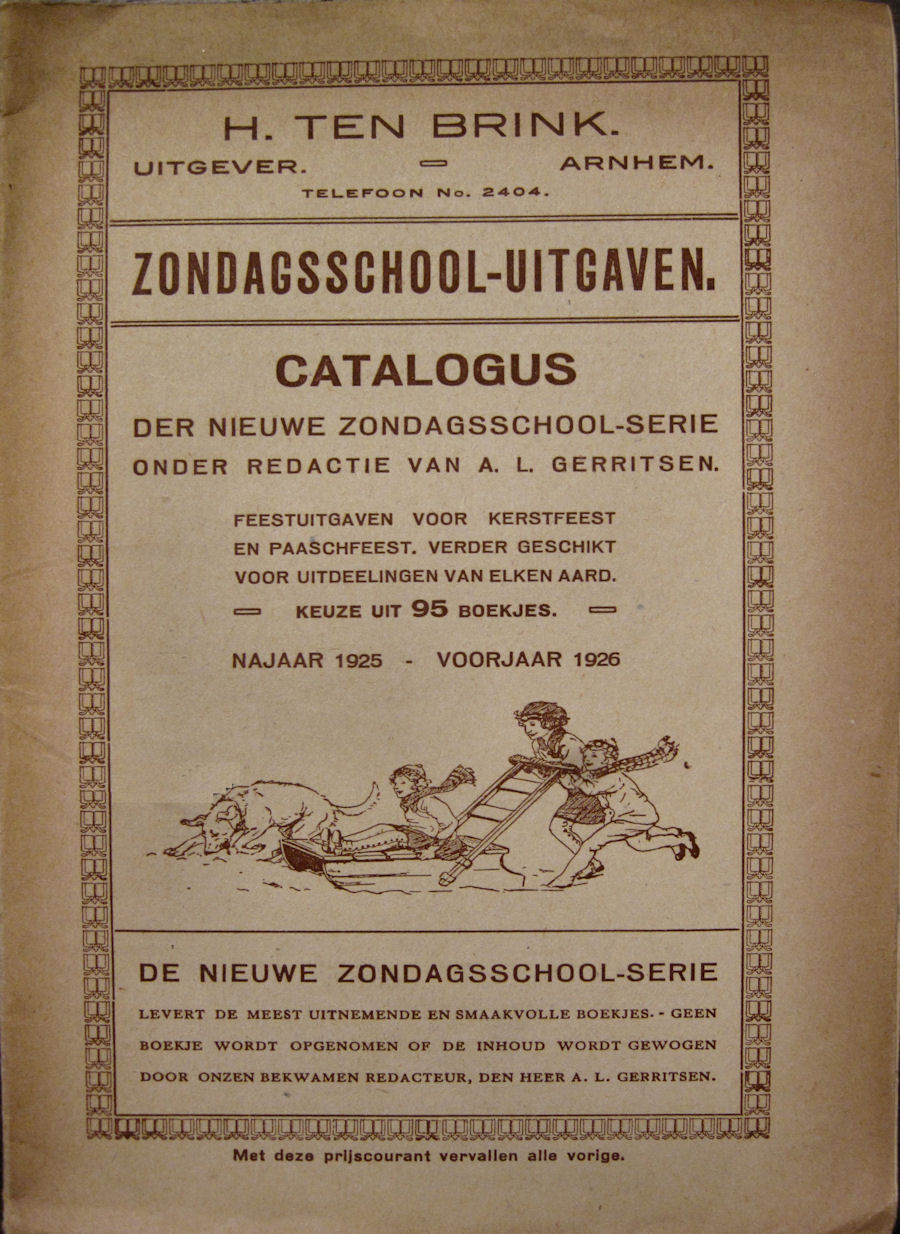 H. TEN BRINK.
UITGEVER. ARNHEM.
TELEFOON No. 2404.
ZONDAGSSCHOOL-UITGAVEN.
CATALOGUS
DER NIEUWE ZONDAGSSCHOOL-SERIE
ONDER REDACTIE VAN A. L. GERRITSEN.
FEESTUITGAVEN VOOR KERSTFEEST
EN PAASCHFEEST. VERDER GESCHIKT
VOOR UITDEELINGEN VAN ELKEN AARD.
KEUZE UIT 95 BOEKJES.
NAJAAR 1925 - VOORJAAR 1926
DE NIEUWE ZONDAGSSCHOOL-SERIE
LEVERT DE MEEST UITNEMENDE EN SMAAKVOLLE BOEKJES. - GEEN
BOEKJE WORDT OPGENOMEN OF DE INHOUD WORDT GEWOGEN
DOOR ONZEN BEKWAMEN REDACTEUR, DEN HEER A. L. GERRITSEN.
Met deze prijscourant vervallen alle vorige.